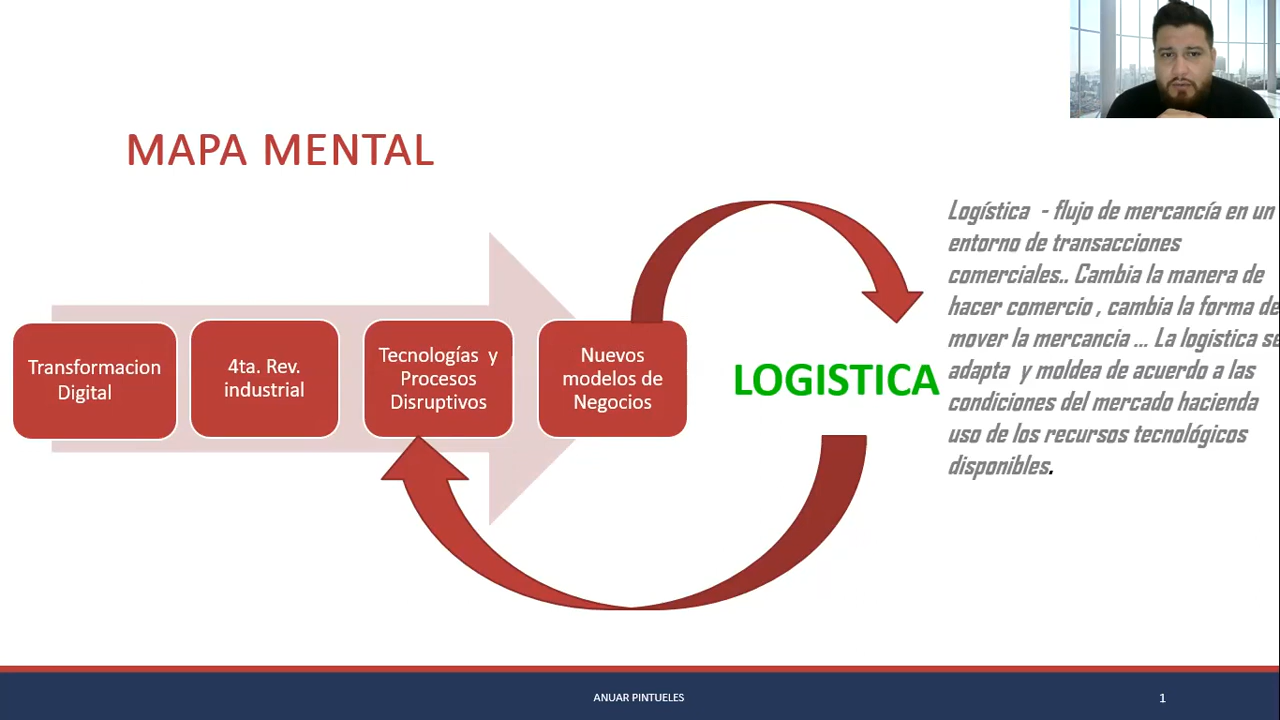 MAPA MENTAL
Transformacion
Digital
4ta. Rev.
industrial
Tecnologías y
Procesos
Disruptivos
Nuevos
modelos de
Negocios
LOGISTICA
Logística - flujo de mercancía en un
entorno de transacciones
comerciales.. Cambia la manera de
hacer comercio , cambia la forma de
mover la mercancia ... La logistica se
adapta y moldea de acuerdo a las
condiciones del mercado hacienda
uso de los recursos tecnológicos
disponibles.
ANUAR PINTUELES
1